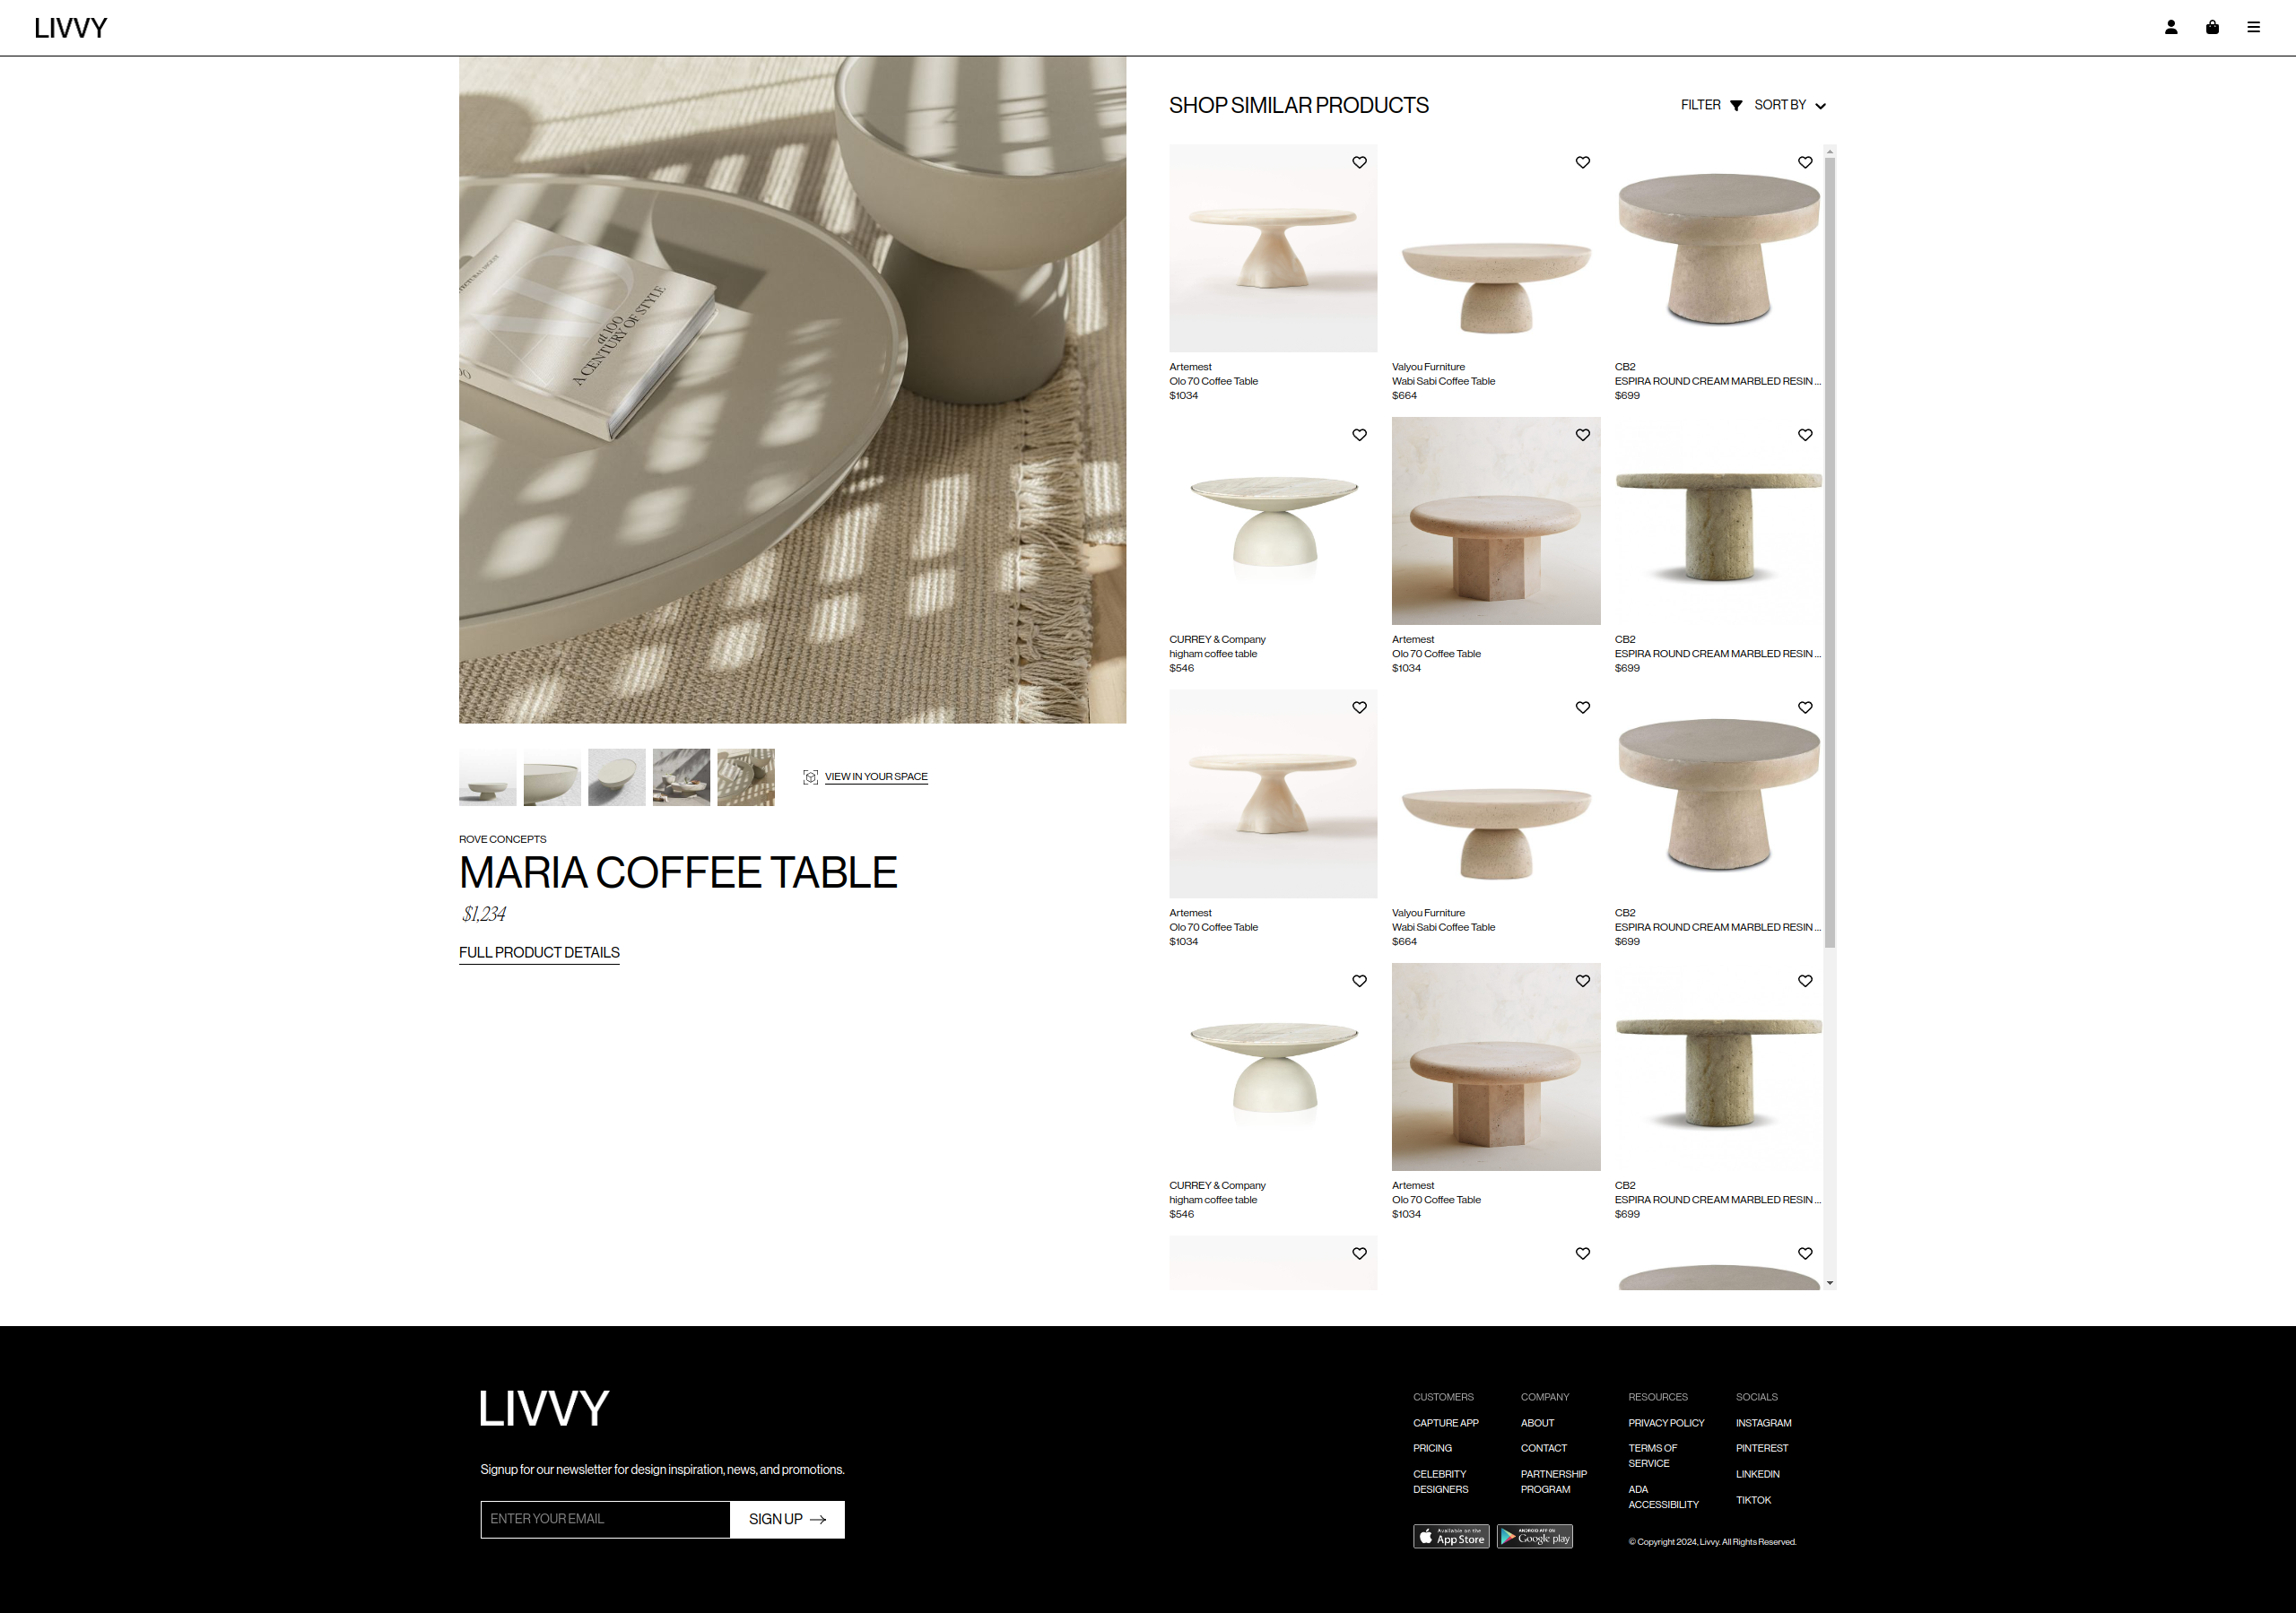 LIVVY
AD
at 100
A CENTURY OF STYLE
SHOP SIMILAR PRODUCTS
FILTER
SORT BY
Artemest
Olo 70 Coffee Table
$1034
Valyou Furniture
Wabi Sabi Coffee Table
$664
CB2
ESPIRA ROUND CREAM MARBLED RESIN ...
$699
CURREY & Company
higham coffee table
$546
Artemest
Olo 70 Coffee Table
$1034
CB2
ESPIRA ROUND CREAM MARBLED RESIN ...
$699
Artemest
Olo 70 Coffee Table
$1034
Valyou Furniture
Wabi Sabi Coffee Table
$664
CB2
ESPIRA ROUND CREAM MARBLED RESIN ...
$699
CURREY & Company
higham coffee table
$546
Artemest
Olo 70 Coffee Table
$1034
CB2
ESPIRA ROUND CREAM MARBLED RESIN ...
$699
VIEW IN YOUR SPACE
ROVE CONCEPTS
MARIA COFFEE TABLE
$1,234
FULL PRODUCT DETAILS
LIVVY
Signup for our newsletter for design inspiration, news, and promotions.
ENTER YOUR EMAIL
SIGN UP
CUSTOMERS
CAPTURE APP
PRICING
CELEBRITY
DESIGNERS
COMPANY
ABOUT
CONTACT
PARTNERSHIP
PROGRAM
RESOURCES
PRIVACY POLICY
TERMS OF
SERVICE
ADA
ACCESSIBILITY
SOCIALS
INSTAGRAM
PINTEREST
LINKEDIN
TIKTOK
Available on the
App Store
ANDROID APP ON
Google play
© Copyright 2024, Livvy. All Rights Reserved.